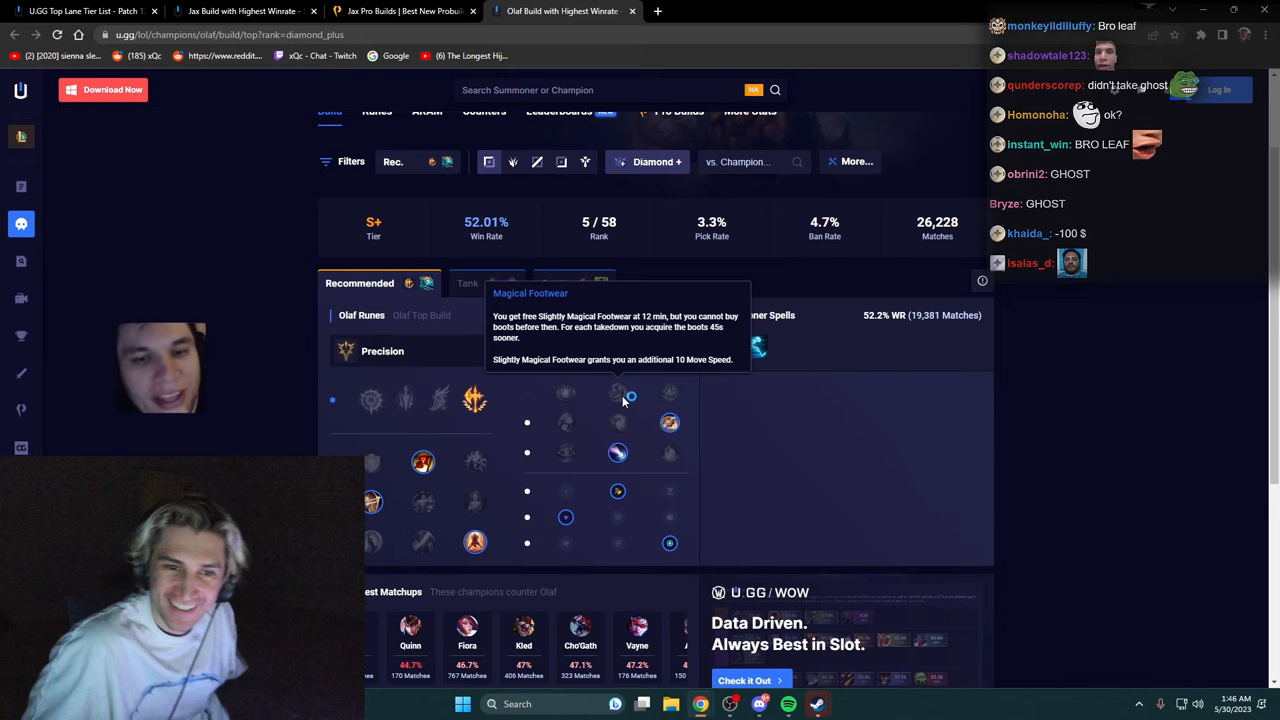 U.GG Top Tier List - Patch 13
Jax Build with Highest Winrate -
Jax Pro Builds | Best New Probuil
Olaf Build with Highest Winrate -
u.gg/lol/champions/olaf/build/top?rank=diamond_plus
(2) [2020] sienna sle...
(185) xQc
https://www.reddit....
xQc - Chat - Twitch
Google
(6) The Longest Hij...
Download Now
Search Summoner or Champion
NA
Log In
Build
Runes
ARAM
Counters
Leaderboards
Pro Builds
More Stats
Filters
Rec.
Diamond +
vs. Champion...
More...
S+
52.01%
5 / 58
3.3%
4.7%
26,228
Tier
Win Rate
Rank
Pick Rate
Ban Rate
Matches
Recommended
Tank
Olaf Runes
Olaf Top Build
oner Spells
52.2% WR (19,381 Matches)
Precision
Magical Footwear
You get free Slightly Magical Footwear at 12 min, but you cannot buy
boots before then. For each takedown you acquire the boots 45s
sooner.
Slightly Magical Footwear grants you an additional 10 Move Speed.
est Matchups
These champions counter Olaf
Quinn
Fiora
Kled
Cho'Gath
Vayne
44.7%
46.7%
47%
47.1%
47.2%
170 Matches
767 Matches
406 Matches
323 Matches
176 Matches
150
U.GG / WOW
Data Driven.
Always Best in Slot.
Check it Out
monkeylldllluffy: Bro leaf
shadowtale123:
qunderscorep: didn't take ghost
Homonoha: ok?
instant_win: BRO LEAF
obrini2: GHOST
Bryze: GHOST
khaida_: -100 $
isaias_d:
Search
1:46 AM
5/30/2023